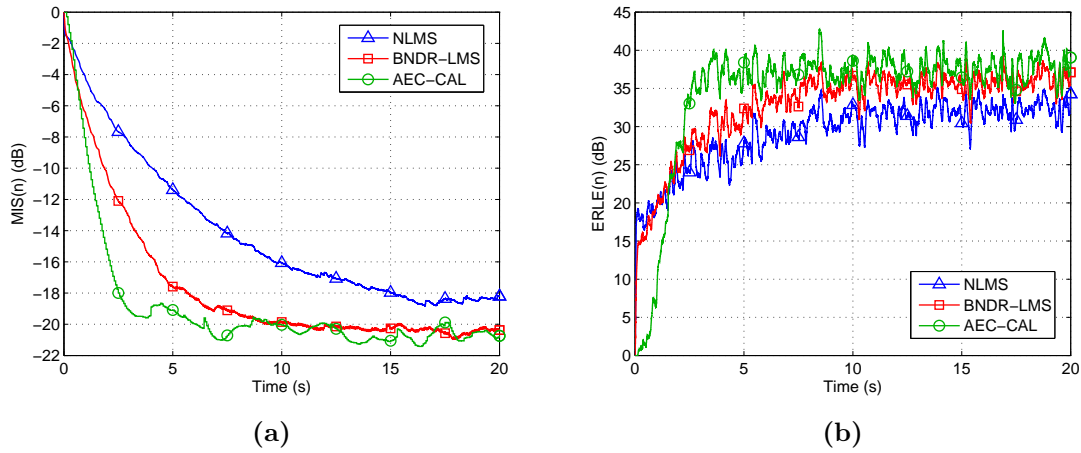 0
−2
−4
−6
−8
−10
−12
−14
−16
−18
−20
−22
MIS(n) (dB)
0 5 10 15 20
Time (s)
NLMS
BNDR−LMS
AEC−CAL
(a)
45
40
35
30
25
20
15
10
5
0
ERLE(n) (dB)
0 5 10 15 20
Time (s)
NLMS
BNDR−LMS
AEC−CAL
(b)